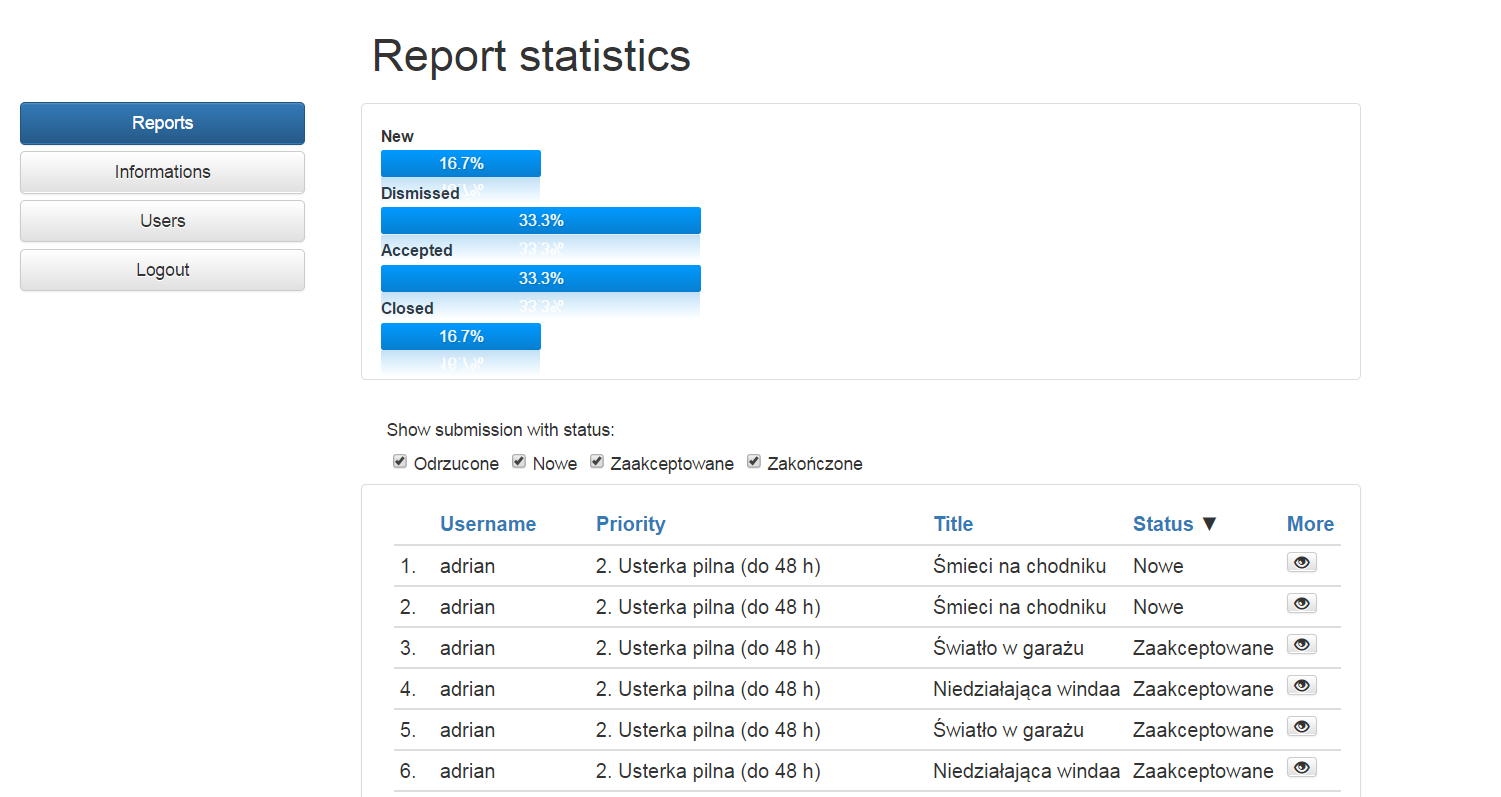 Report statistics
Reports
Informations
Users
Logout
New
16.7%
Dismissed
33.3%
Accepted
33.3%
Closed
16.7%
Show submission with status:
Odrzucone Nowe Zaakceptowane Zakończone
Username Priority Title Status ▼ More
1. adrian 2. Usterka pilna (do 48 h) Śmieci na chodniku Nowe
2. adrian 2. Usterka pilna (do 48 h) Śmieci na chodniku Nowe
3. adrian 2. Usterka pilna (do 48 h) Światło w garażu Zaakceptowane
4. adrian 2. Usterka pilna (do 48 h) Niedziałająca windaa Zaakceptowane
5. adrian 2. Usterka pilna (do 48 h) Światło w garażu Zaakceptowane
6. adrian 2. Usterka pilna (do 48 h) Niedziałająca windaa Zaakceptowane